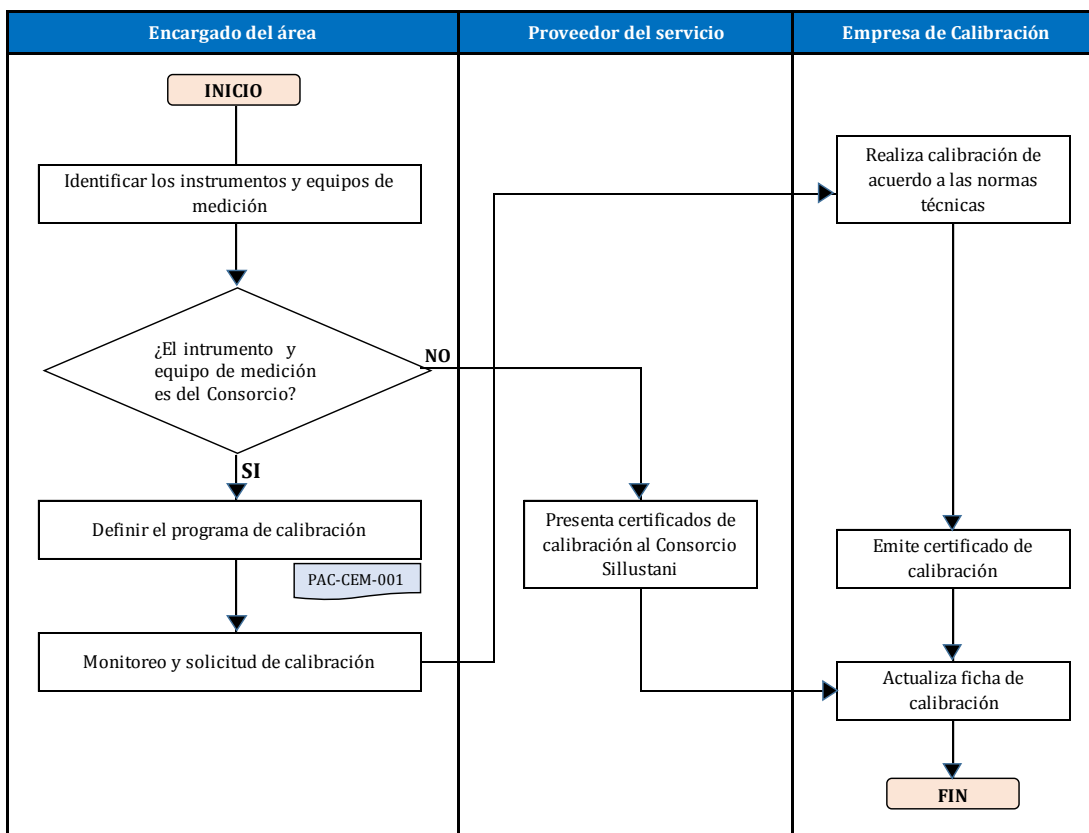 Encargado del área
Proveedor del servicio
Empresa de Calibración
INICIO
Identificar los instrumentos y equipos de
medición
¿El intrumento y
equipo de medición
es del Consorcio?
NO
SI
Definir el programa de calibración
PAC-CEM-001
Monitoreo y solicitud de calibración
Presenta certificados de
calibración al Consorcio
Sillustani
Realiza calibración de
acuerdo a las normas
técnicas
Emite certificado de
calibración
Actualiza ficha de
calibración
FIN